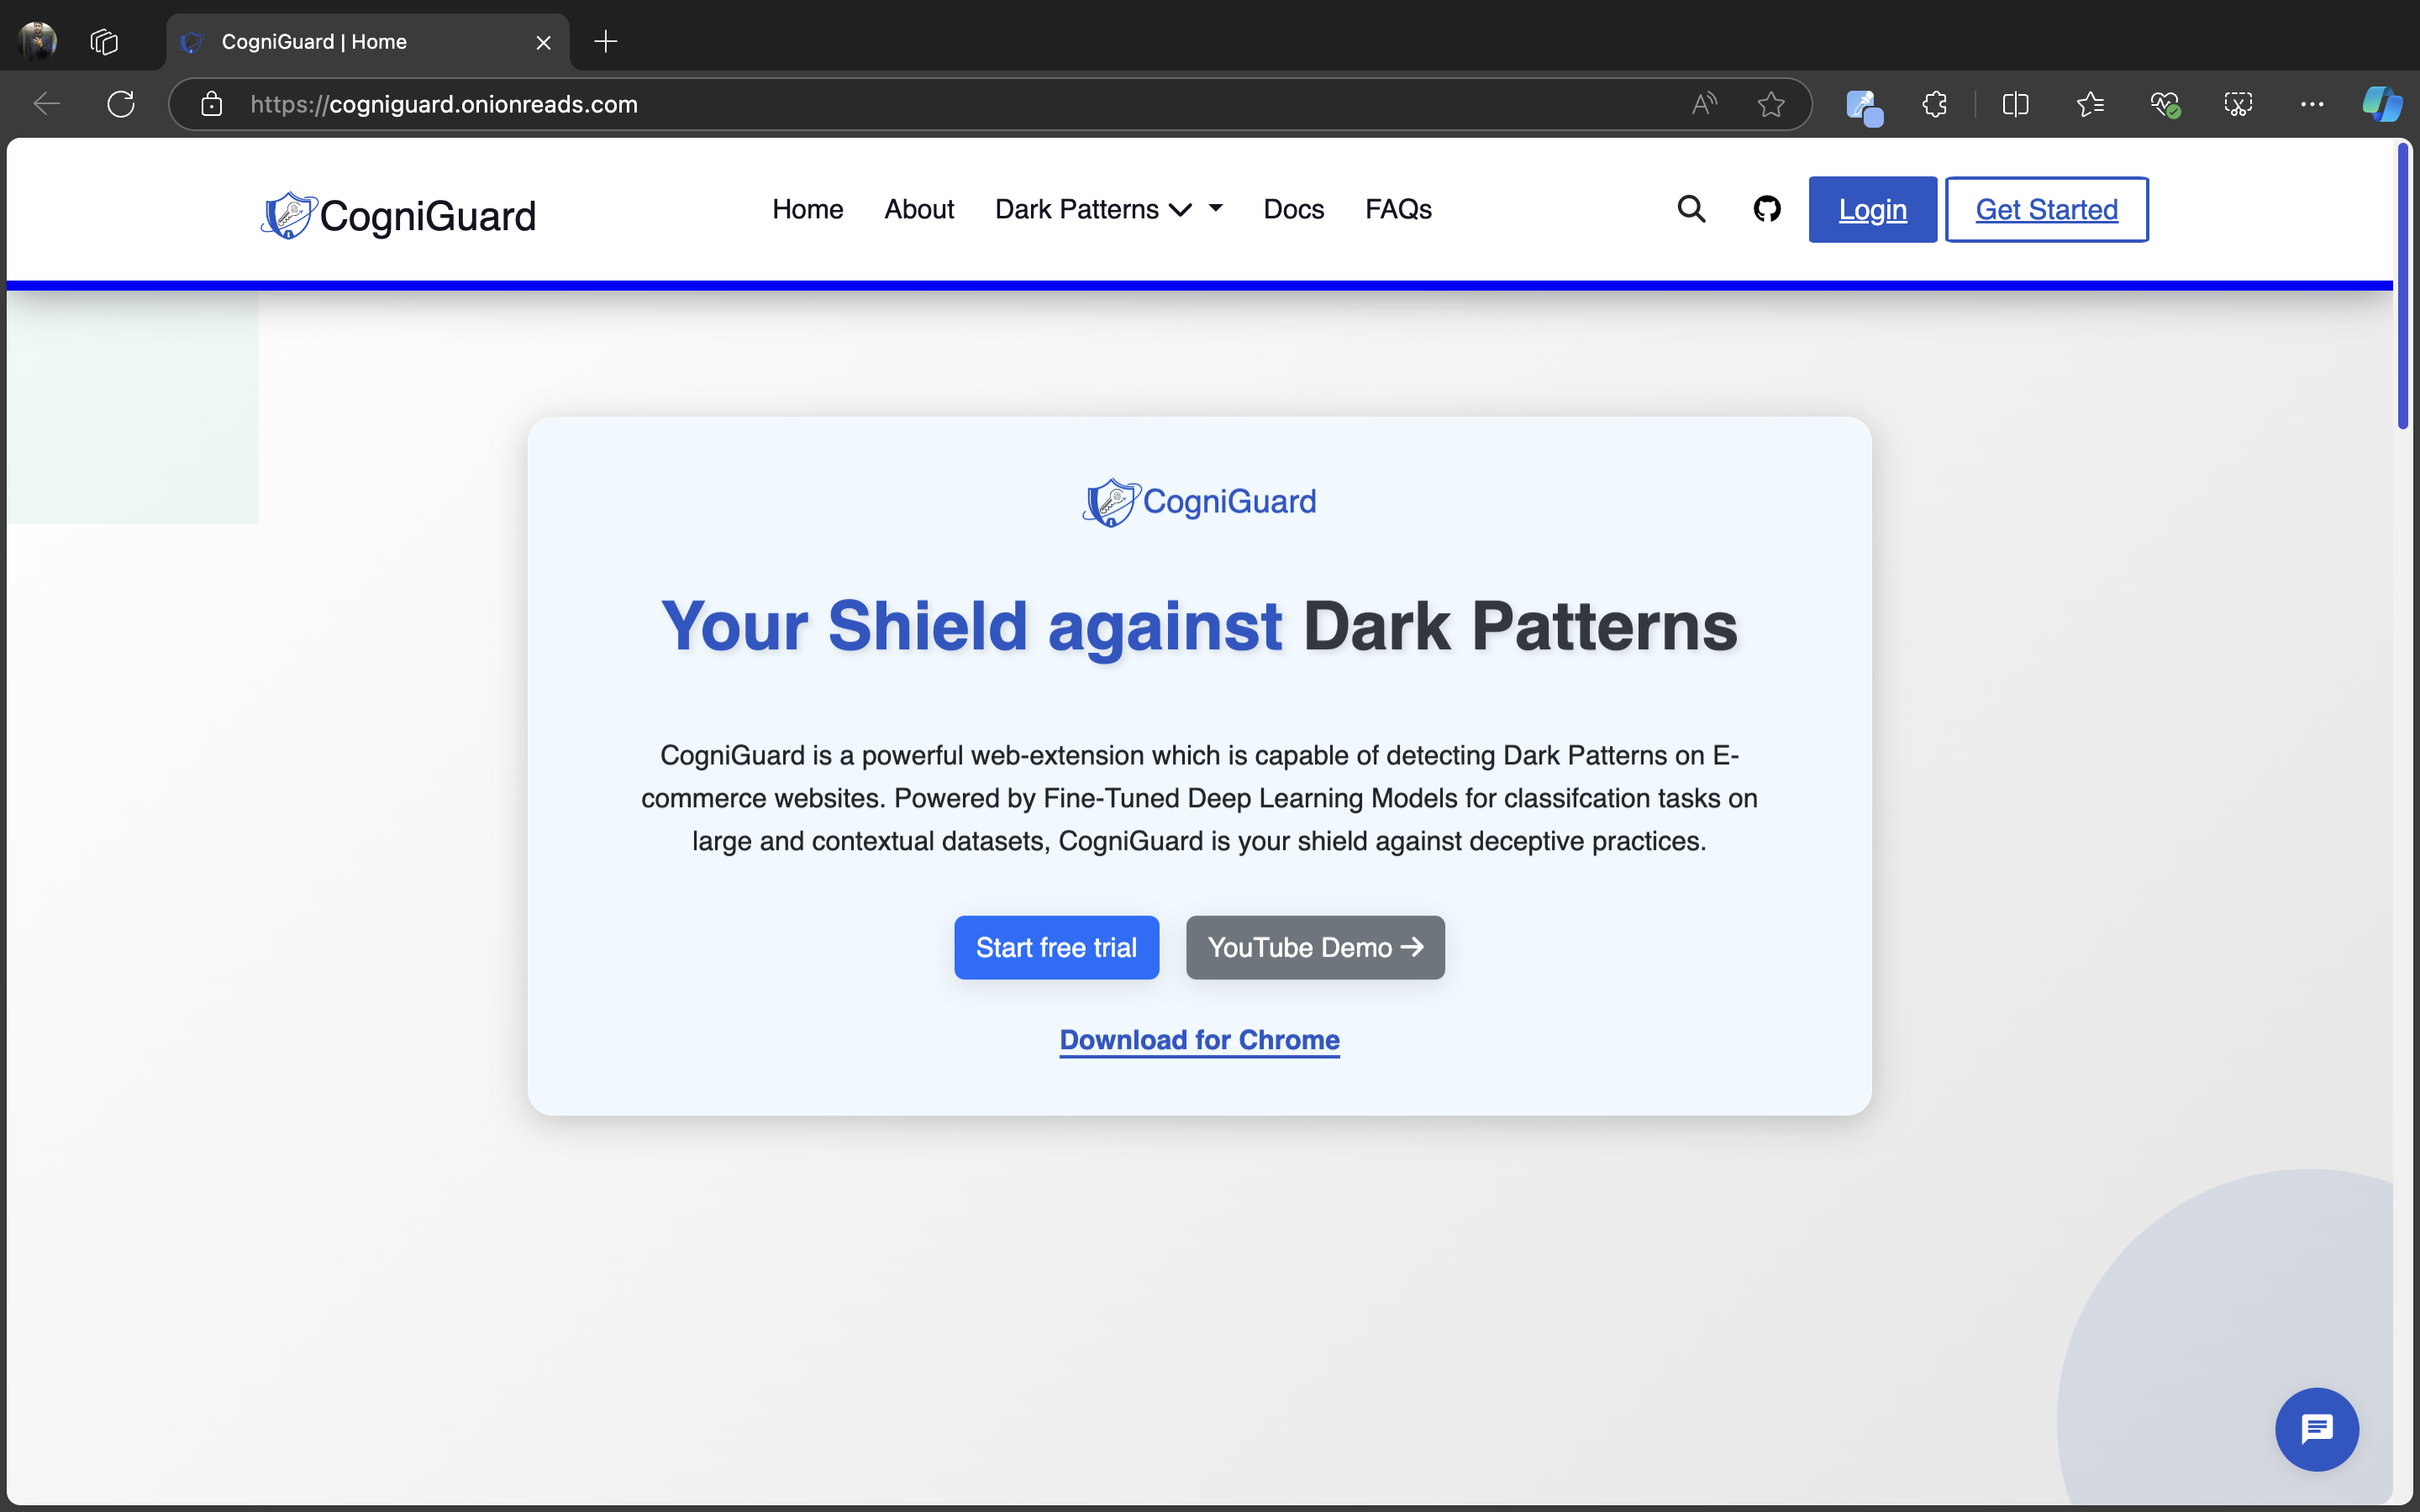 CogniGuard | Home
https://cogniguard.onionreads.com
CogniGuard
Home
About
Dark Patterns
Docs
FAQs
Login
Get Started
CogniGuard
Your Shield against Dark Patterns
CogniGuard is a powerful web-extension which is capable of detecting Dark Patterns on E-
commerce websites. Powered by Fine-Tuned Deep Learning Models for classifcation tasks on
large and contextual datasets, CogniGuard is your shield against deceptive practices.
Start free trial
YouTube Demo →
Download for Chrome